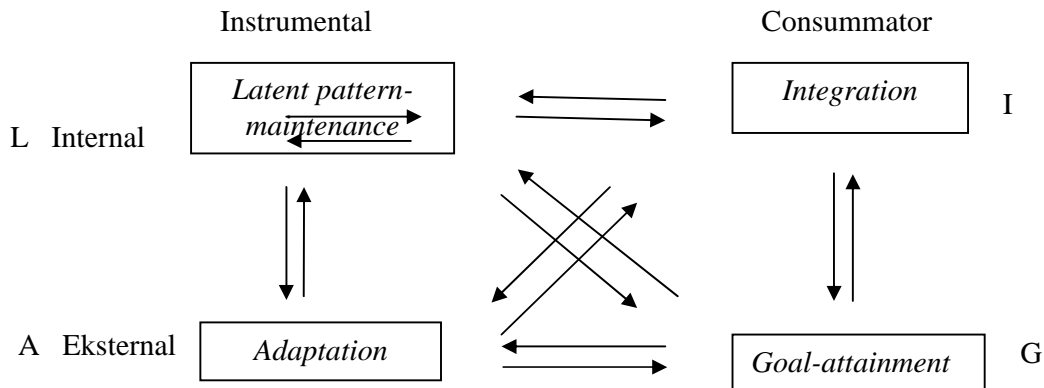 Instrumental Consummator
Latent pattern-
maintenance
Integration
I
L Internal
A Eksternal
Adaptation
Goal-attainment
G